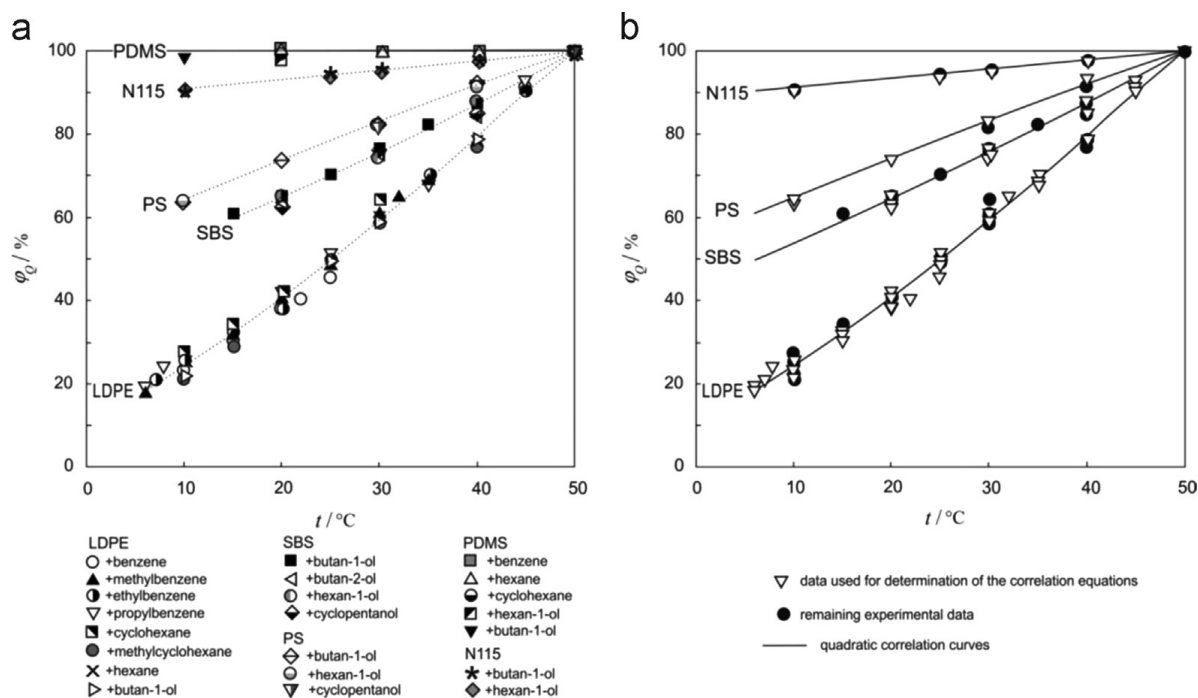 a
b
100
80
60
40
20
0
φQ / %
PDMS
N115
PS
SBS
LDPE
0 10 20 30 40 50
t / °C
100
80
60
40
20
0
φQ / %
N115
PS
SBS
LDPE
0 10 20 30 40 50
t / °C
LDPE
+benzene
+methylbenzene
+ethylbenzene
+propylbenzene
+cyclohexane
+methylcyclohexane
+hexane
+butan-1-ol
SBS
+butan-1-ol
+butan-2-ol
+hexan-1-ol
+cyclopentanol
PS
+butan-1-ol
+hexan-1-ol
+cyclopentanol
PDMS
+benzene
+hexane
+cyclohexane
+hexan-1-ol
+butan-1-ol
N115
+butan-1-ol
+hexan-1-ol
data used for determination of the correlation equations
remaining experimental data
quadratic correlation curves